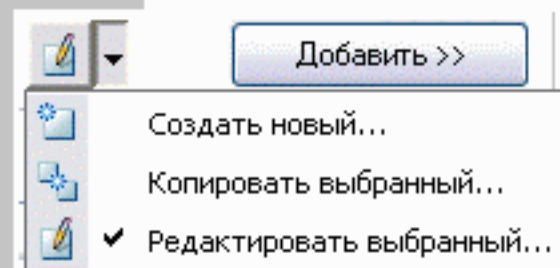 Добавить >>
Создать новый...
Копировать выбранный...
Редактировать выбранный...